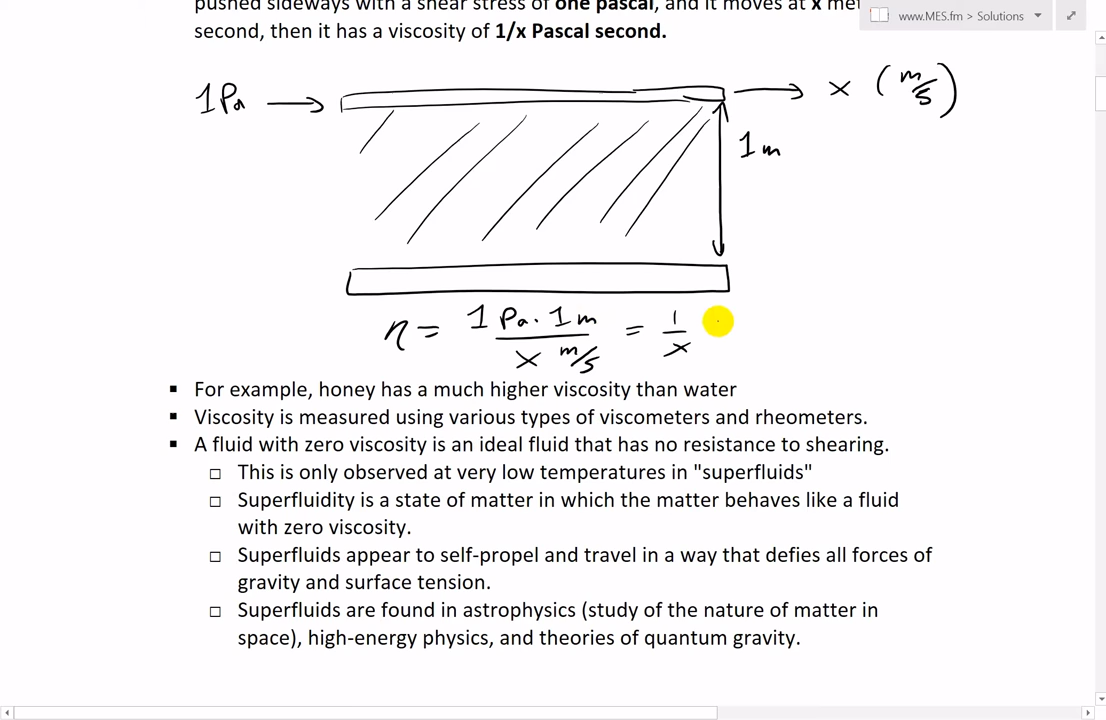 pushed sideways with a shear stress of one pascal, and it moves at x
www.MES.fm > Solutions
second, then it has a viscosity of 1/x Pascal second.
1Pa → → x (m/s)
1m
η = 1 Pa · 1m / x m/s = 1/x
▪ For example, honey has a much higher viscosity than water
▪ Viscosity is measured using various types of viscometers and rheometers.
▪ A fluid with zero viscosity is an ideal fluid that has no resistance to shearing.
□ This is only observed at very low temperatures in "superfluids"
□ Superfluidity is a state of matter in which the matter behaves like a fluid
with zero viscosity.
□ Superfluids appear to self-propel and travel in a way that defies all forces of
gravity and surface tension.
□ Superfluids are found in astrophysics (study of the nature of matter in
space), high-energy physics, and theories of quantum gravity.